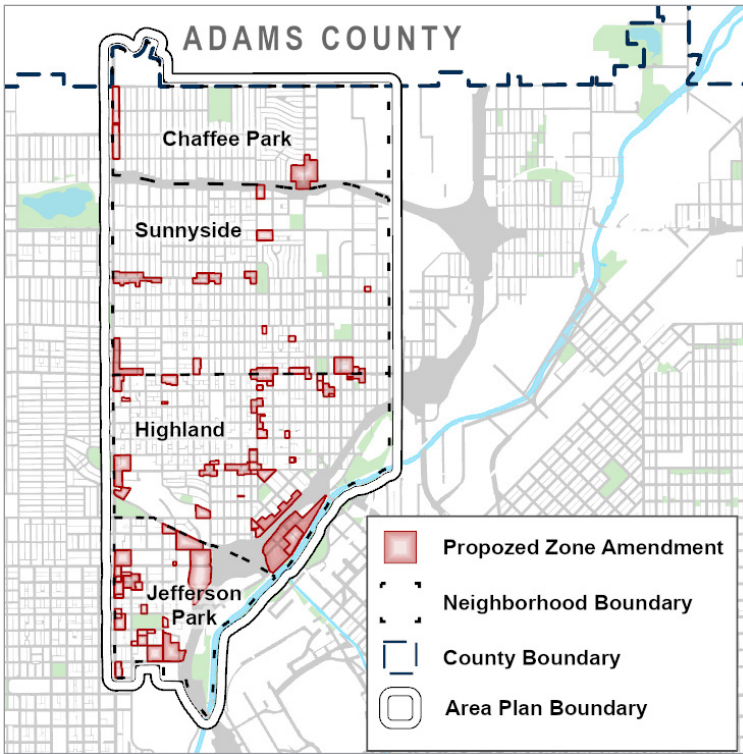 ADAMS COUNTY
Chaffee Park
Sunnyside
Highland
Jefferson
Park
Propozed Zone Amendment
Neighborhood Boundary
County Boundary
Area Plan Boundary